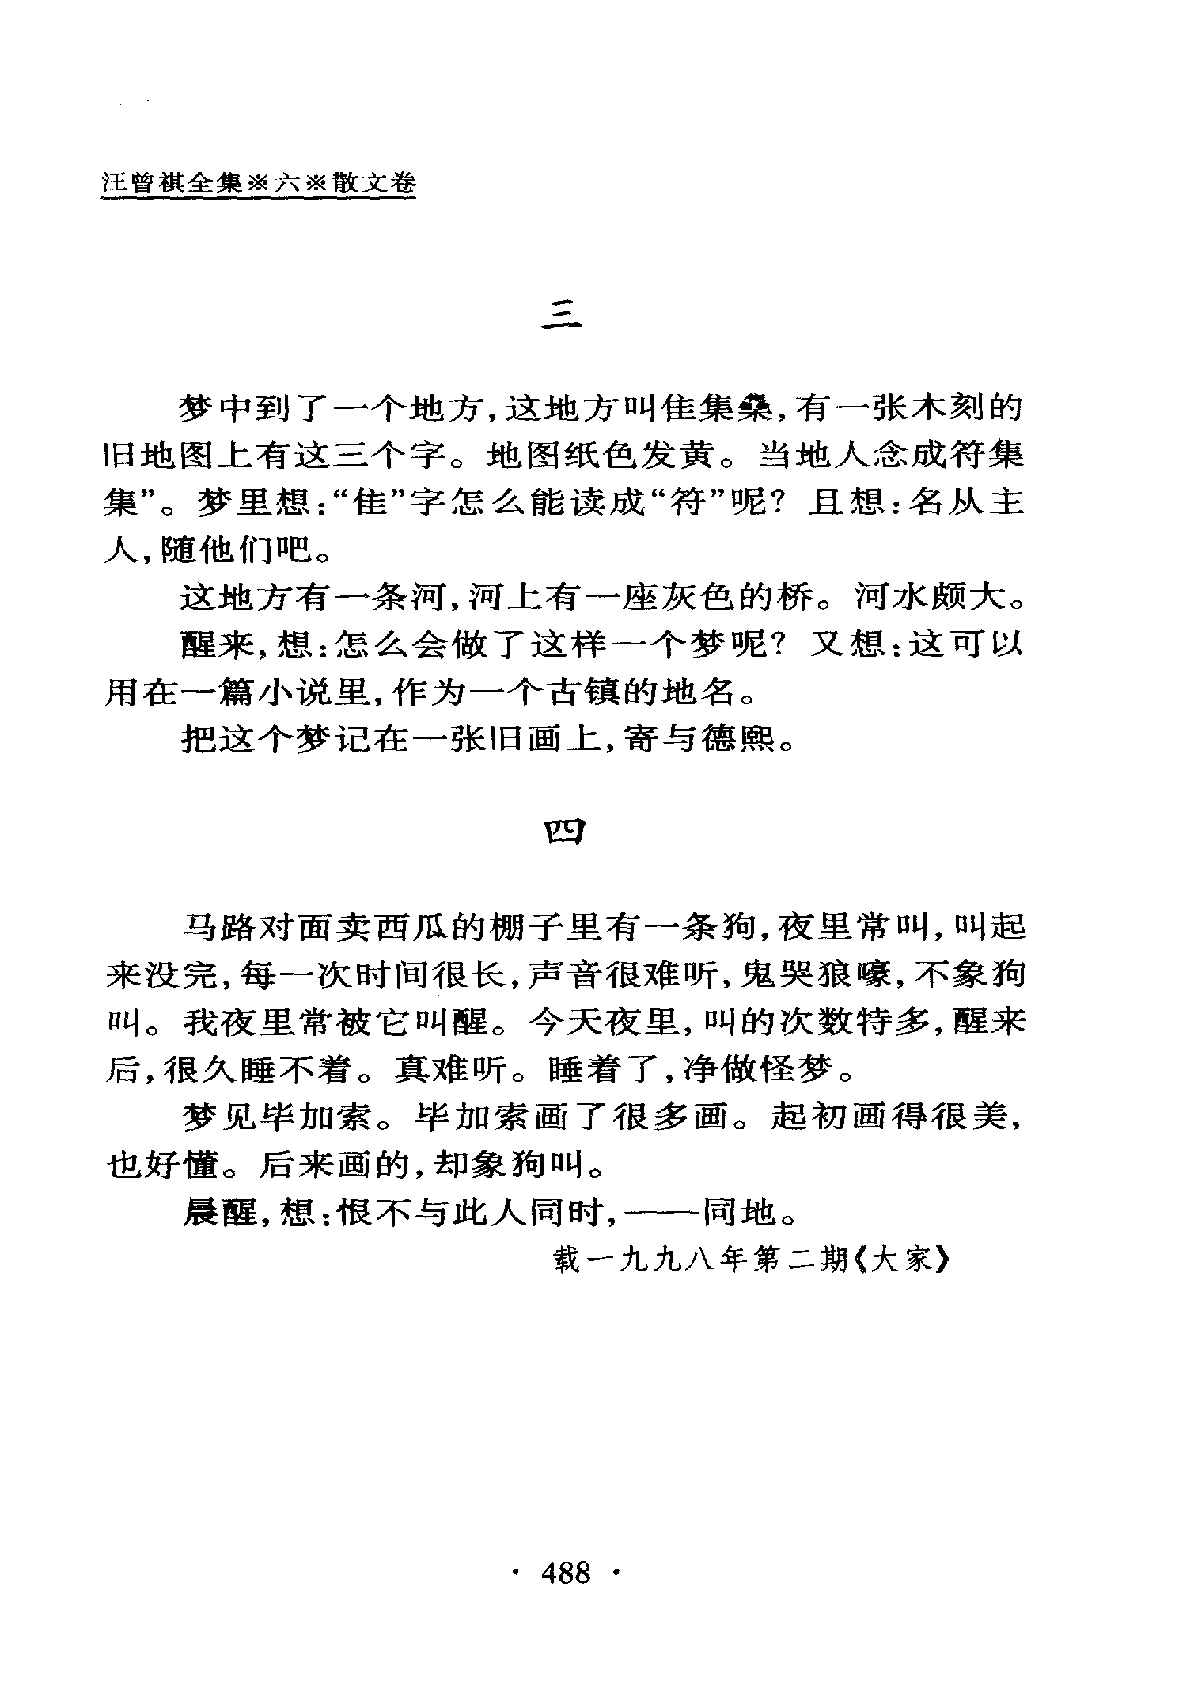 汪曾祺全集※六※散文卷
三
梦中到了一个地方,这地方叫隹集,有一张木刻的
旧地图上有这三个字。地图纸色发黄。当地人念成符集
集”。梦里想:“隹”字怎么能读成“符”呢?且想:名从主
人,随他们吧。
这地方有一条河,河上有一座灰色的桥。河水颇大。
醒来,想:怎么会做了这样一个梦呢?又想:这可以
用在一篇小说里,作为一个古镇的地名。
把这个梦记在一张旧画上,寄与德熙。
四
马路对面卖西瓜的棚子里有一条狗,夜里常叫,叫起
来没完,每一次时间很长,声音很难听,鬼哭狼嚎,不象狗
叫。我夜里常被它叫醒。今天夜里,叫的次数特多,醒来
后,很久睡不着。真难听。睡着了,净做怪梦。
梦见毕加索。毕加索画了很多画。起初画得很美,
也好懂。后来画的,却象狗叫。
晨醒,想:恨不与此人同时,——同地。
载一九九八年第二期《大家》
· 488 ·